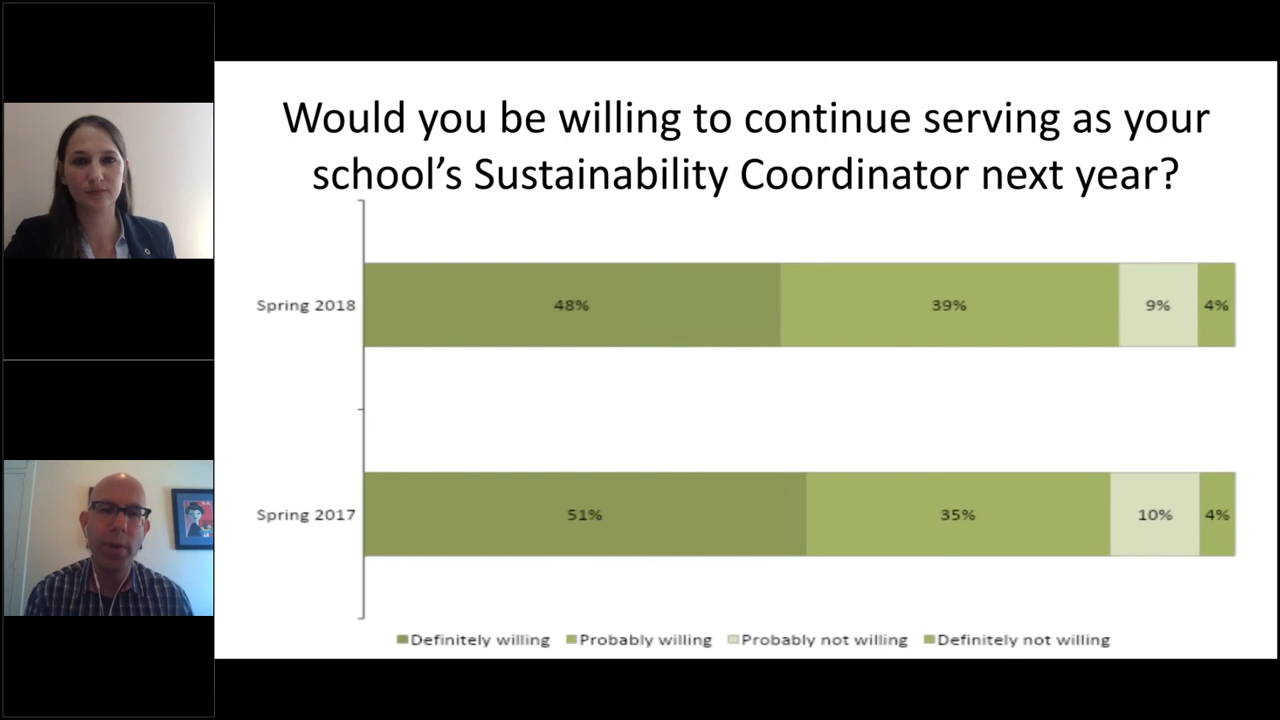 Would you be willing to continue serving as your
school’s Sustainability Coordinator next year?
Spring 2018
48%
39%
9%
4%
Spring 2017
51%
35%
10%
4%
Definitely willing
Probably willing
Probably not willing
Definitely not willing